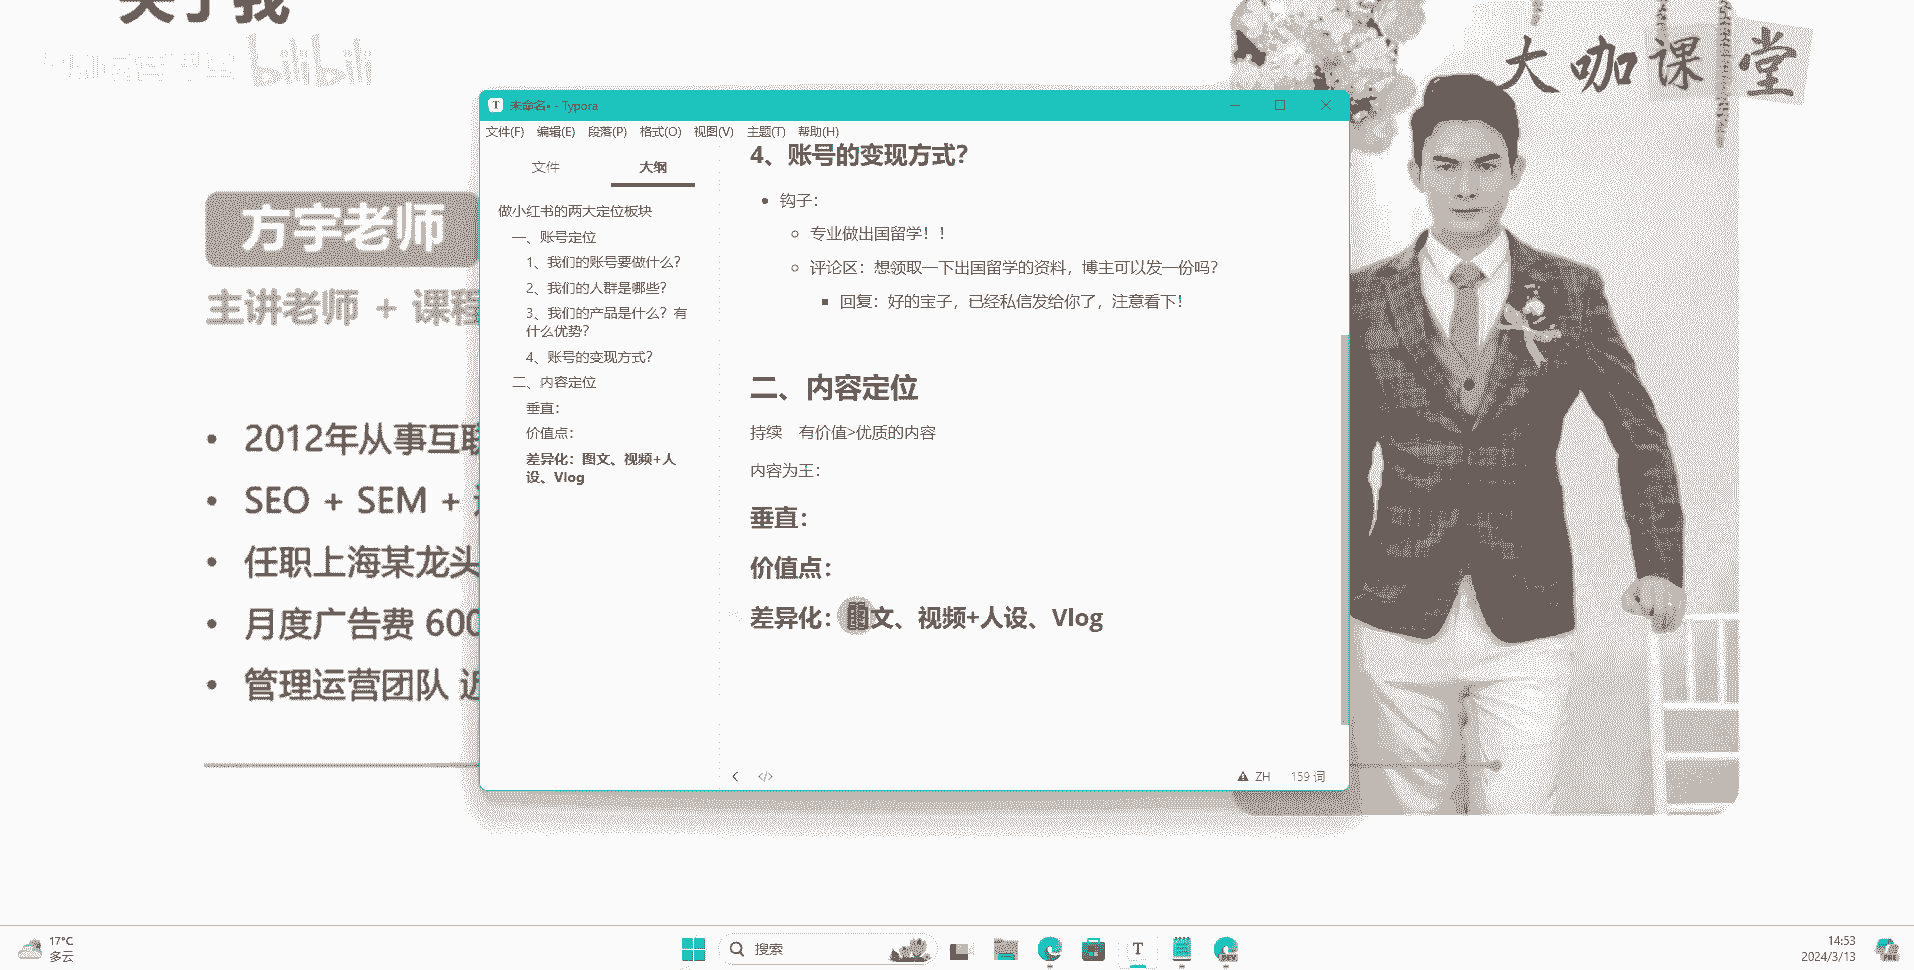 关于我
bilibili
大咖课堂
方宇老师
主讲老师 + 课程
2012年从事互联
SEO + SEM +
任职上海某龙头
月度广告费 600
管理运营团队 近
未命名• - Typora
文件(F) 编辑(E) 段落(P) 格式(O) 视图(V) 主题(T) 帮助(H)
文件 大纲
做小红书的两大定位板块
一、账号定位
1、我们的账号要做什么？
2、我们的人群是哪些？
3、我们的产品是什么？有
什么优势？
4、账号的变现方式？
二、内容定位
垂直：
价值点：
差异化：图文、视频+人
设、Vlog
4、账号的变现方式？
钩子：
专业做出国留学！！
评论区：想领取一下出国留学的资料，博主可以发一份吗？
回复：好的宝子，已经私信发给你了，注意看下！
二、内容定位
持续 有价值>优质的内容
内容为王：
垂直：
价值点：
差异化：图文、视频+人设、Vlog
ZH 159 词
17°C
多云
搜索
T
DEV
14:53
2024/3/13
PRE